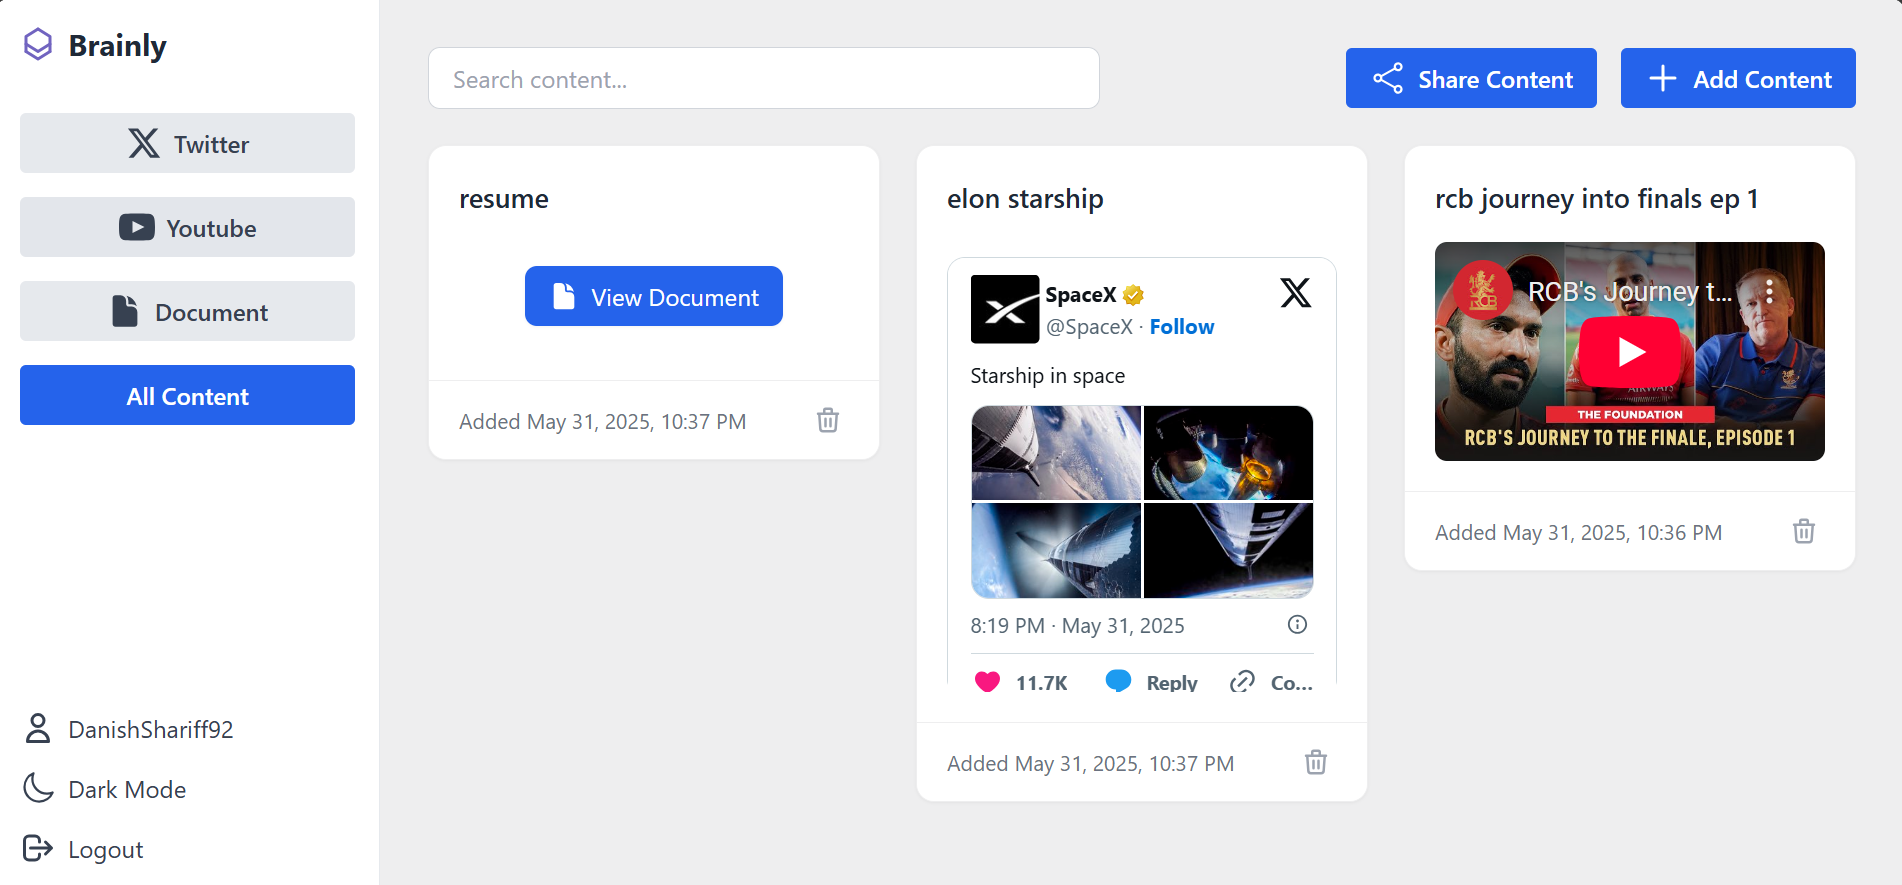 Brainly
Twitter
Youtube
Document
All Content
DanishShariff92
Dark Mode
Logout
Search content...
Share Content
Add Content
resume
View Document
Added May 31, 2025, 10:37 PM
elon starship
SpaceX
@SpaceX · Follow
Starship in space
8:19 PM · May 31, 2025
11.7K Reply Co...
Added May 31, 2025, 10:37 PM
rcb journey into finals ep 1
RCB
RCB's Journey t...
AIRWAYS
THE FOUNDATION
RCB'S JOURNEY TO THE FINALE, EPISODE 1
Added May 31, 2025, 10:36 PM